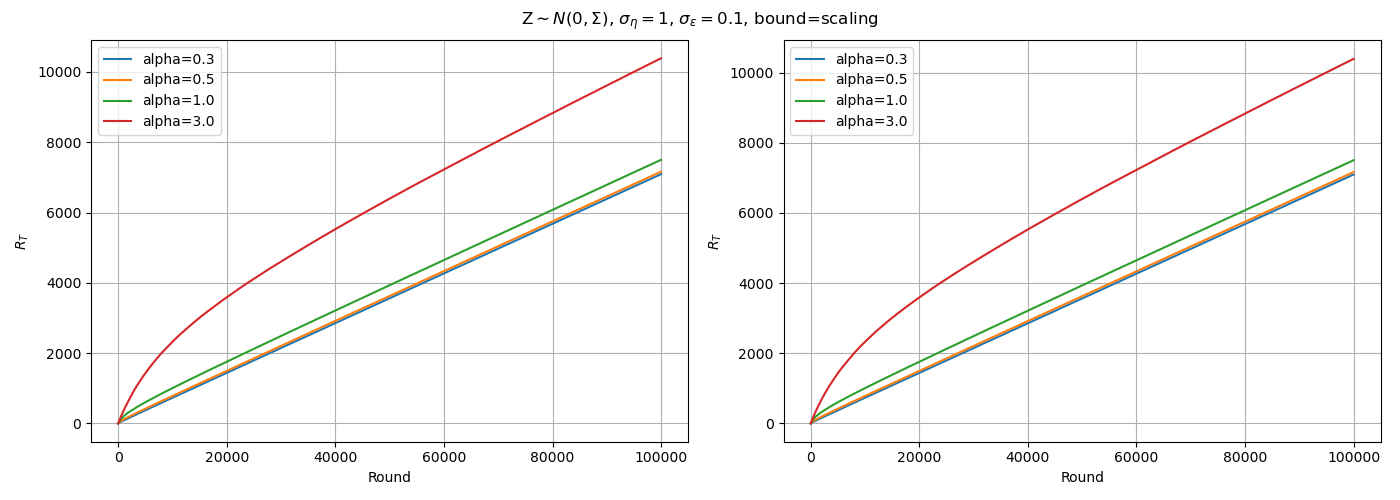 Z ∼ N(0, Σ), σ_η = 1, σ_ε = 0.1, bound=scaling
alpha=0.3
alpha=0.5
alpha=1.0
alpha=3.0
10000
8000
6000
4000
2000
0
R_T
0 20000 40000 60000 80000 100000
Round
alpha=0.3
alpha=0.5
alpha=1.0
alpha=3.0
10000
8000
6000
4000
2000
0
R_T
0 20000 40000 60000 80000 100000
Round